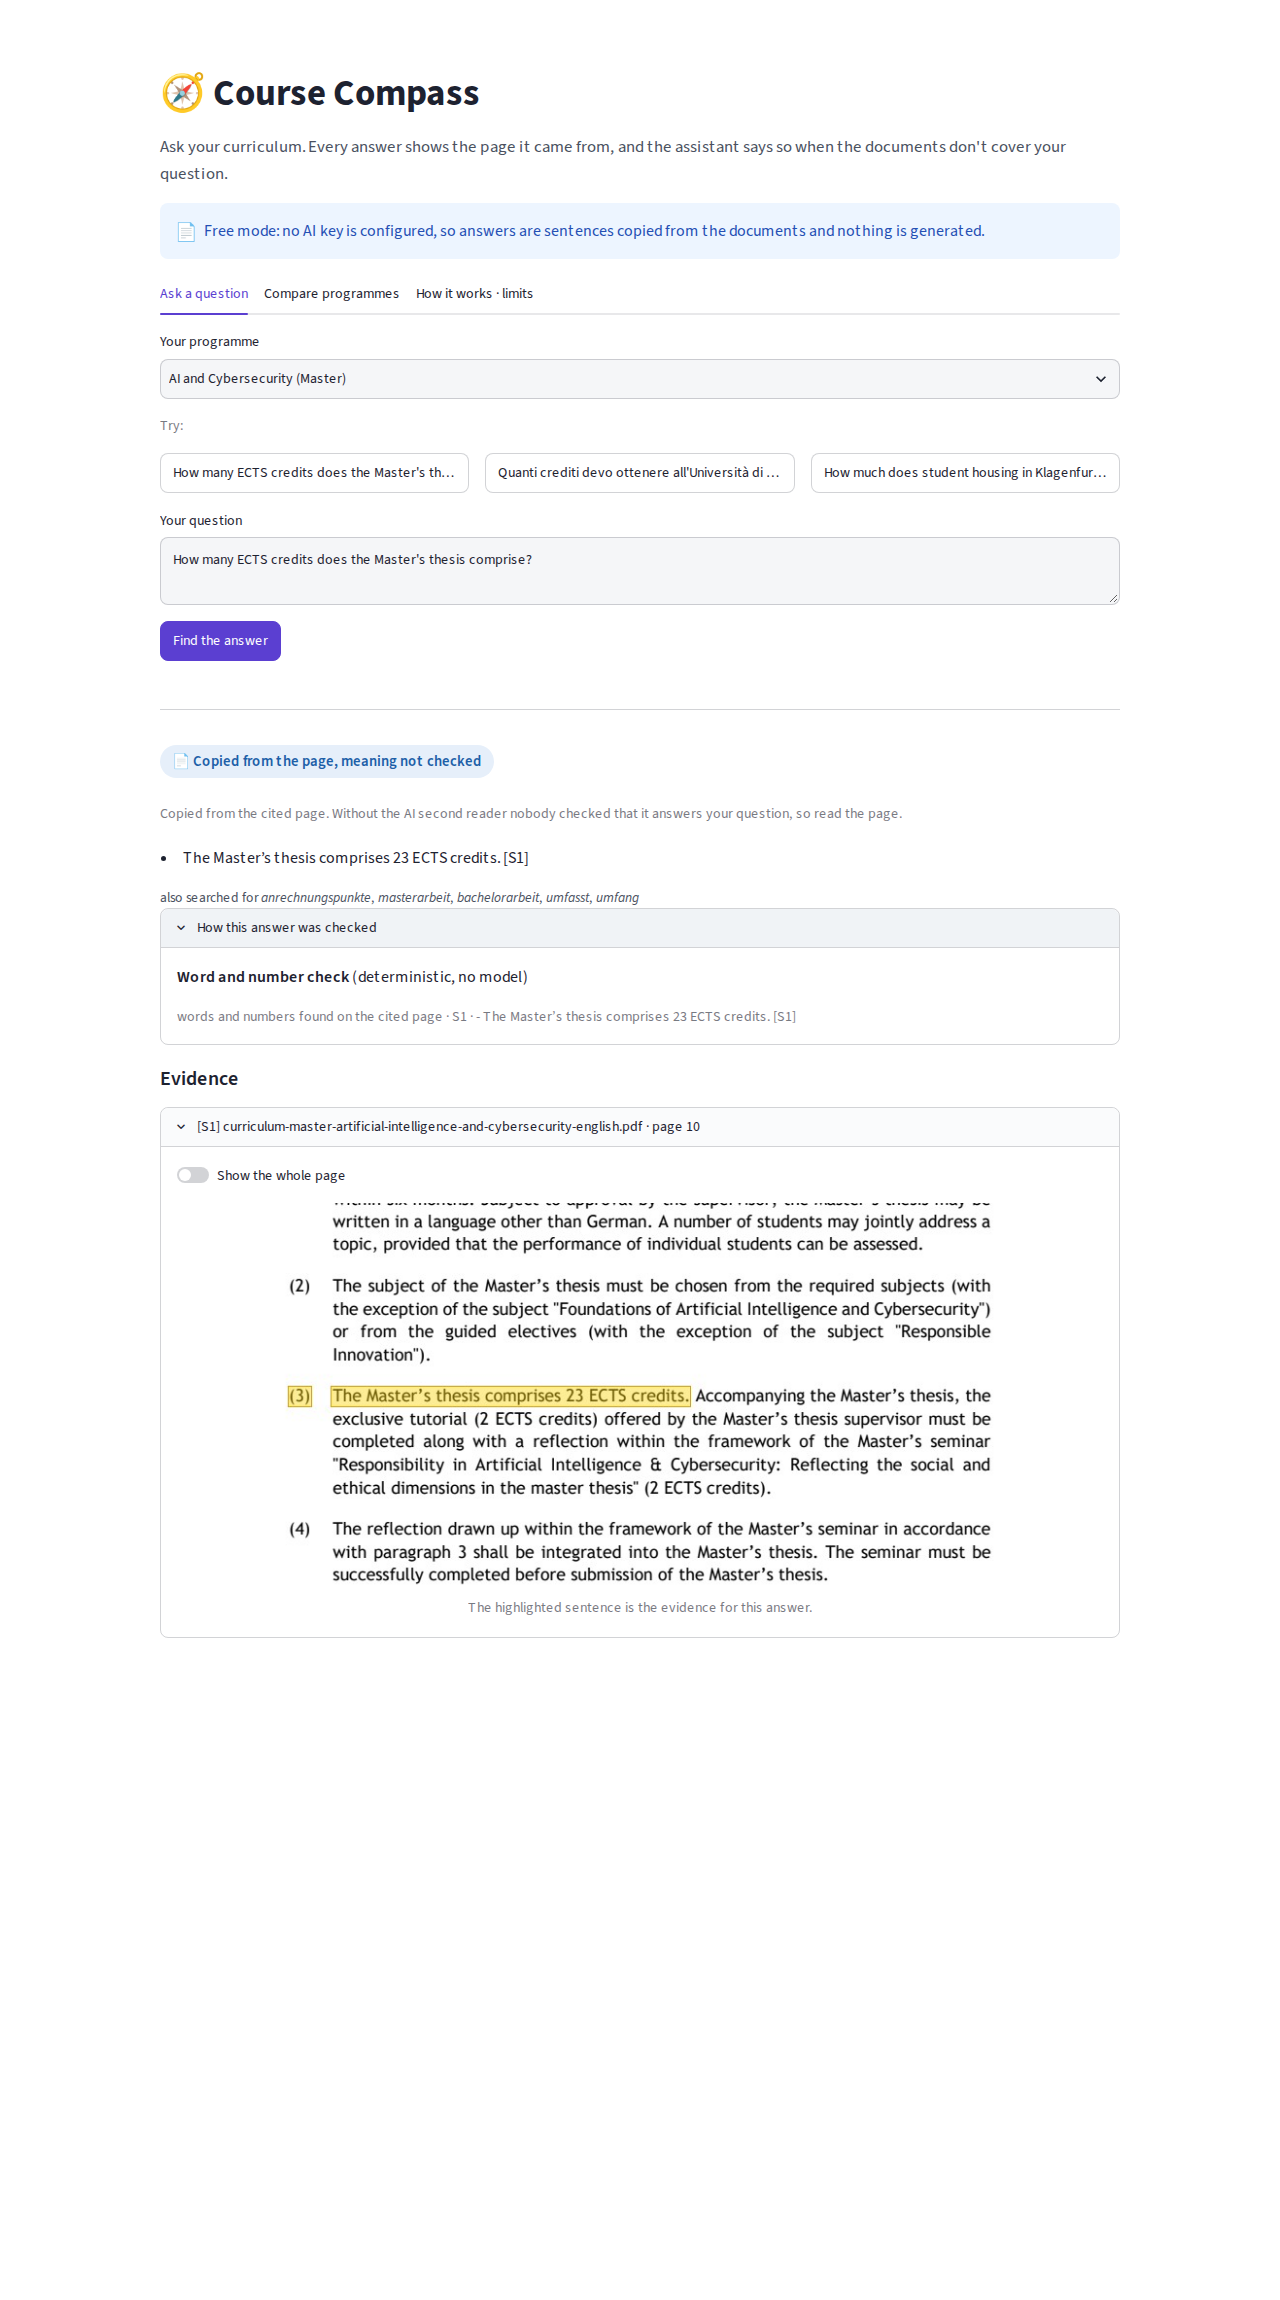 Course Compass
Ask your curriculum. Every answer shows the page it came from, and the assistant says so when the documents don't cover your
question.
Free mode: no AI key is configured, so answers are sentences copied from the documents and nothing is generated.
Ask a question Compare programmes How it works · limits
Your programme
AI and Cybersecurity (Master)
Try:
How many ECTS credits does the Master's th… Quanti crediti devo ottenere all'Università di … How much does student housing in Klagenfur…
Your question
How many ECTS credits does the Master's thesis comprise?
Find the answer
Copied from the page, meaning not checked
Copied from the cited page. Without the AI second reader nobody checked that it answers your question, so read the page.
• The Master’s thesis comprises 23 ECTS credits. [S1]
also searched for anrechnungspunkte, masterarbeit, bachelorarbeit, umfasst, umfang
How this answer was checked
Word and number check (deterministic, no model)
words and numbers found on the cited page · S1 · - The Master’s thesis comprises 23 ECTS credits. [S1]
Evidence
[S1] curriculum-master-artificial-intelligence-and-cybersecurity-english.pdf · page 10
Show the whole page
within six months. Subject to approval by the supervisor, the Master’s thesis may be
written in a language other than German. A number of students may jointly address a
topic, provided that the performance of individual students can be assessed.
(2) The subject of the Master’s thesis must be chosen from the required subjects (with
the exception of the subject "Foundations of Artificial Intelligence and Cybersecurity")
or from the guided electives (with the exception of the subject "Responsible
Innovation").
(3) The Master’s thesis comprises 23 ECTS credits. Accompanying the Master’s thesis, the
exclusive tutorial (2 ECTS credits) offered by the Master’s thesis supervisor must be
completed along with a reflection within the framework of the Master’s seminar
"Responsibility in Artificial Intelligence & Cybersecurity: Reflecting the social and
ethical dimensions in the master thesis" (2 ECTS credits).
(4) The reflection drawn up within the framework of the Master’s seminar in accordance
with paragraph 3 shall be integrated into the Master’s thesis. The seminar must be
successfully completed before submission of the Master’s thesis.
The highlighted sentence is the evidence for this answer.